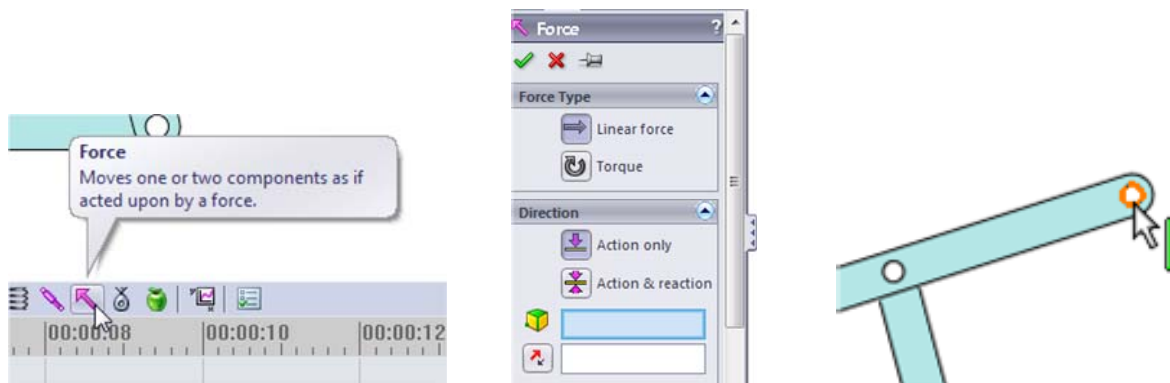 Force
Moves one or two components as if
acted upon by a force.
00:00:08
00:00:10
00:00:12
Force
?
Force Type
Linear force
Torque
Direction
Action only
Action & reaction